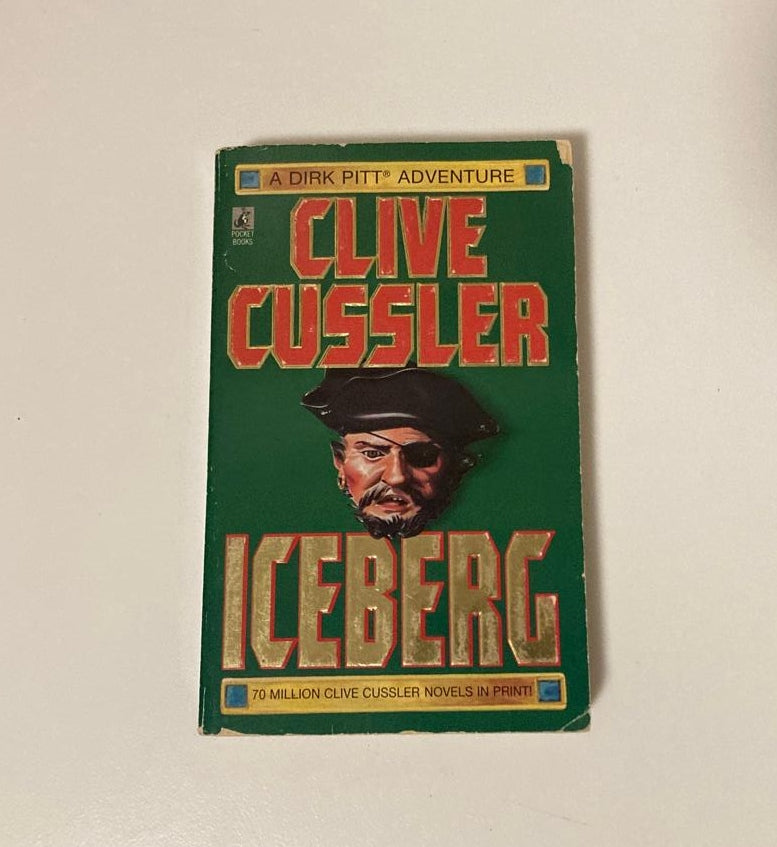 A DIRK PITT® ADVENTURE
POCKET
BOOKS
CLIVE
CUSSLER
ICEBERG
70 MILLION CLIVE CUSSLER NOVELS IN PRINT!